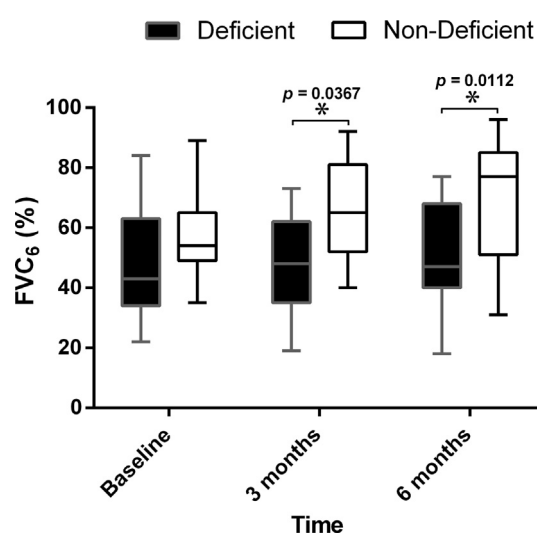 Deficient Non-Deficient
p = 0.0367
*
p = 0.0112
*
100
80
60
40
20
0
FVC6 (%)
Baseline
3 months
6 months
Time